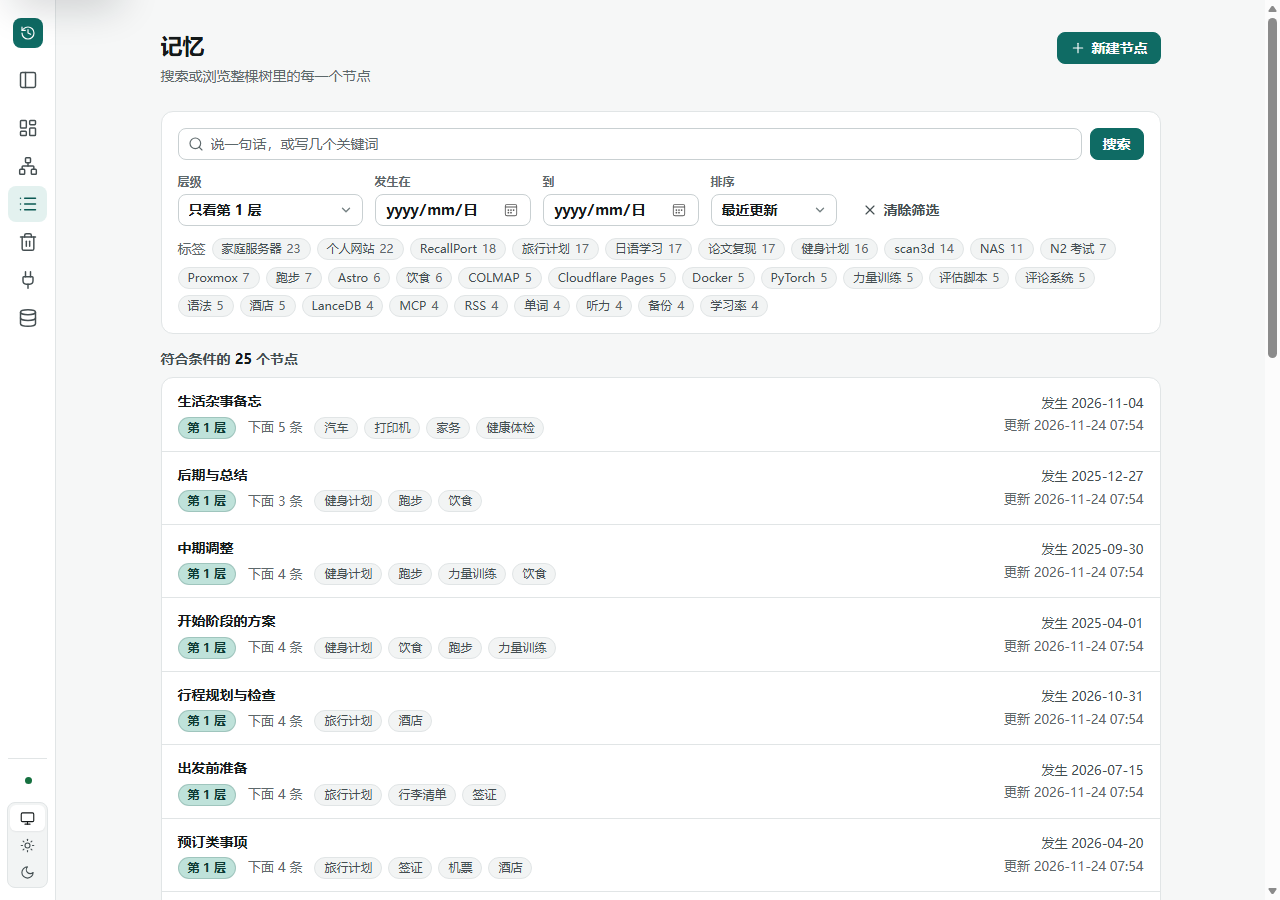 记忆
搜索或浏览整棵树里的每一个节点
新建节点
说一句话，或写几个关键词
搜索
层级 发生在 到 排序
只看第 1 层 yyyy/mm/日 yyyy/mm/日 最近更新 清除筛选
标签 家庭服务器 23 个人网站 22 RecallPort 18 旅行计划 17 日语学习 17 论文复现 17 健身计划 16 scan3d 14 NAS 11 N2 考试 7
Proxmox 7 跑步 7 Astro 6 饮食 6 COLMAP 5 Cloudflare Pages 5 Docker 5 PyTorch 5 力量训练 5 评估脚本 5 评论系统 5
语法 5 酒店 5 LanceDB 4 MCP 4 RSS 4 单词 4 听力 4 备份 4 学习率 4
符合条件的 25 个节点
生活杂事备忘
发生 2026-11-04
第 1 层 下面 5 条 汽车 打印机 家务 健康体检
更新 2026-11-24 07:54
后期与总结
发生 2025-12-27
第 1 层 下面 3 条 健身计划 跑步 饮食
更新 2026-11-24 07:54
中期调整
发生 2025-09-30
第 1 层 下面 4 条 健身计划 跑步 力量训练 饮食
更新 2026-11-24 07:54
开始阶段的方案
发生 2025-04-01
第 1 层 下面 4 条 健身计划 饮食 跑步 力量训练
更新 2026-11-24 07:54
行程规划与检查
发生 2026-10-31
第 1 层 下面 4 条 旅行计划 酒店
更新 2026-11-24 07:54
出发前准备
发生 2026-07-15
第 1 层 下面 4 条 旅行计划 行李清单 签证
更新 2026-11-24 07:54
预订类事项
发生 2026-04-20
第 1 层 下面 4 条 旅行计划 签证 机票 酒店
更新 2026-11-24 07:54